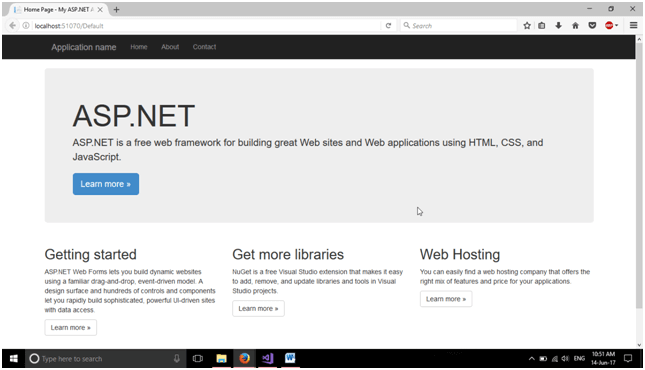 Home Page - My ASP.NET A
localhost:51070/Default
Search
Application name Home About Contact
ASP.NET
ASP.NET is a free web framework for building great Web sites and Web applications using HTML, CSS, and
JavaScript.
Learn more »
Getting started
ASP.NET Web Forms lets you build dynamic websites
using a familiar drag-and-drop, event-driven model. A
design surface and hundreds of controls and components
let you rapidly build sophisticated, powerful UI-driven sites
with data access.
Learn more »
Get more libraries
NuGet is a free Visual Studio extension that makes it easy
to add, remove, and update libraries and tools in Visual
Studio projects.
Learn more »
Web Hosting
You can easily find a web hosting company that offers the
right mix of features and price for your applications.
Learn more »
Type here to search
ENG
10:51 AM
14-Jun-17